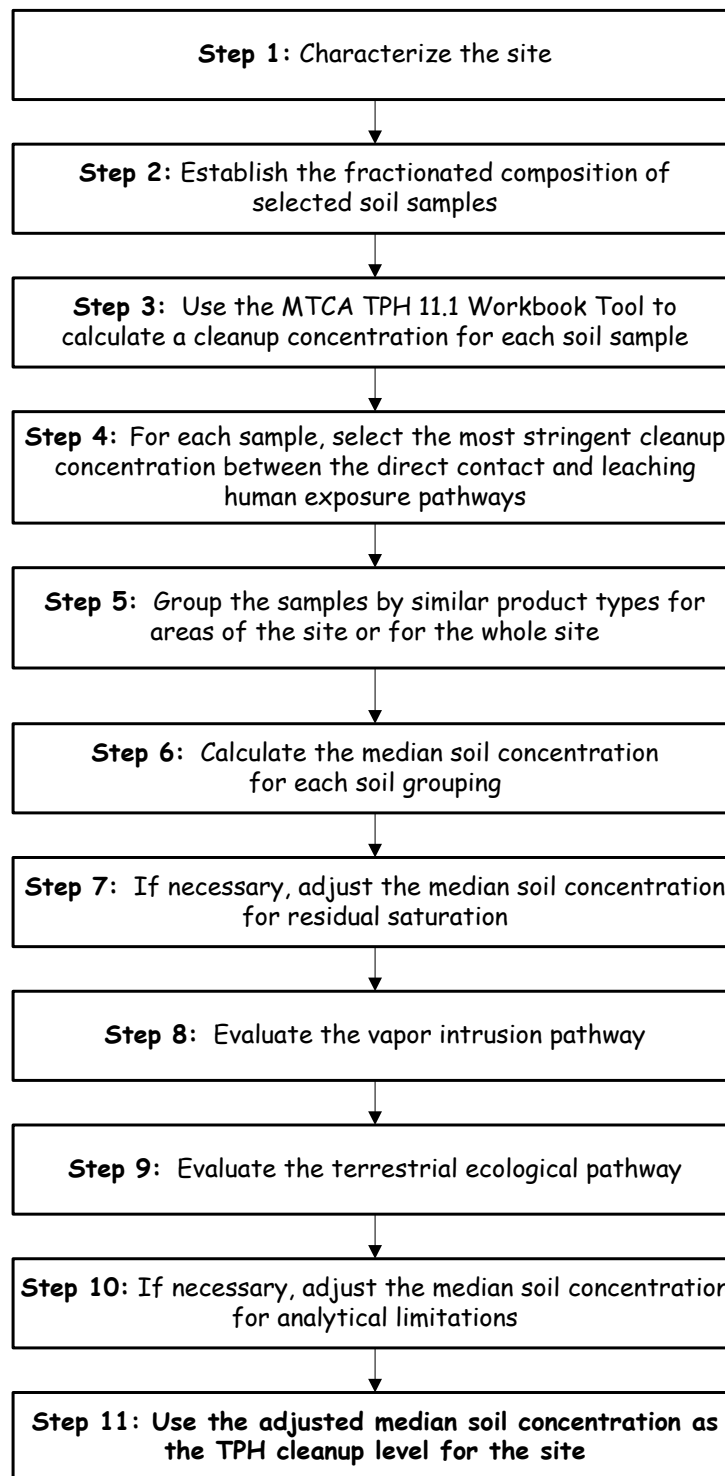 Step 1: Characterize the site
Step 2: Establish the fractionated composition of
selected soil samples
Step 3: Use the MTCA TPH 11.1 Workbook Tool to
calculate a cleanup concentration for each soil sample
Step 4: For each sample, select the most stringent cleanup
concentration between the direct contact and leaching
human exposure pathways
Step 5: Group the samples by similar product types for
areas of the site or for the whole site
Step 6: Calculate the median soil concentration
for each soil grouping
Step 7: If necessary, adjust the median soil concentration
for residual saturation
Step 8: Evaluate the vapor intrusion pathway
Step 9: Evaluate the terrestrial ecological pathway
Step 10: If necessary, adjust the median soil concentration
for analytical limitations
Step 11: Use the adjusted median soil concentration as
the TPH cleanup level for the site